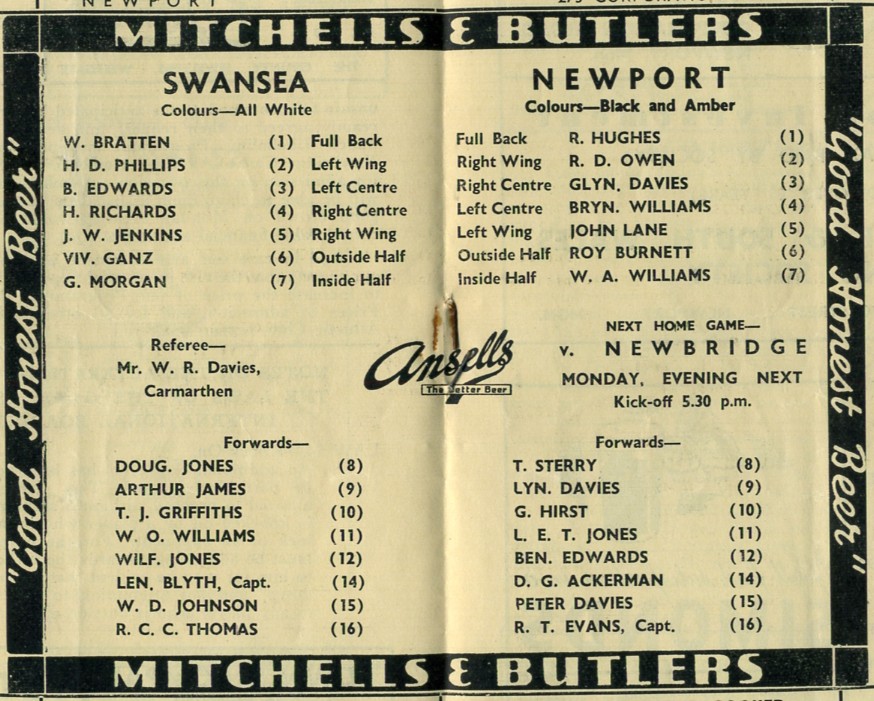 NEWPORT
MITCHELLS & BUTLERS
"Good Honest Beer"
SWANSEA
Colours—All White
W. BRATTEN (1) Full Back
H. D. PHILLIPS (2) Left Wing
B. EDWARDS (3) Left Centre
H. RICHARDS (4) Right Centre
J. W. JENKINS (5) Right Wing
VIV. GANZ (6) Outside Half
G. MORGAN (7) Inside Half
Referee—
Mr. W. R. Davies,
Carmarthen
Forwards—
DOUG. JONES (8)
ARTHUR JAMES (9)
T. J. GRIFFITHS (10)
W. O. WILLIAMS (11)
WILF. JONES (12)
LEN. BLYTH, Capt. (14)
W. D. JOHNSON (15)
R. C. C. THOMAS (16)
Ansells
The Better Beer
NEWPORT
Colours—Black and Amber
Full Back R. HUGHES (1)
Right Wing R. D. OWEN (2)
Right Centre GLYN. DAVIES (3)
Left Centre BRYN. WILLIAMS (4)
Left Wing JOHN LANE (5)
Outside Half ROY BURNETT (6)
Inside Half W. A. WILLIAMS (7)
NEXT HOME GAME—
v. NEWBRIDGE
MONDAY, EVENING NEXT
Kick-off 5.30 p.m.
Forwards—
T. STERRY (8)
LYN. DAVIES (9)
G. HIRST (10)
L. E. T. JONES (11)
BEN. EDWARDS (12)
D. G. ACKERMAN (14)
PETER DAVIES (15)
R. T. EVANS, Capt. (16)
"Good Honest Beer"
MITCHELLS & BUTLERS